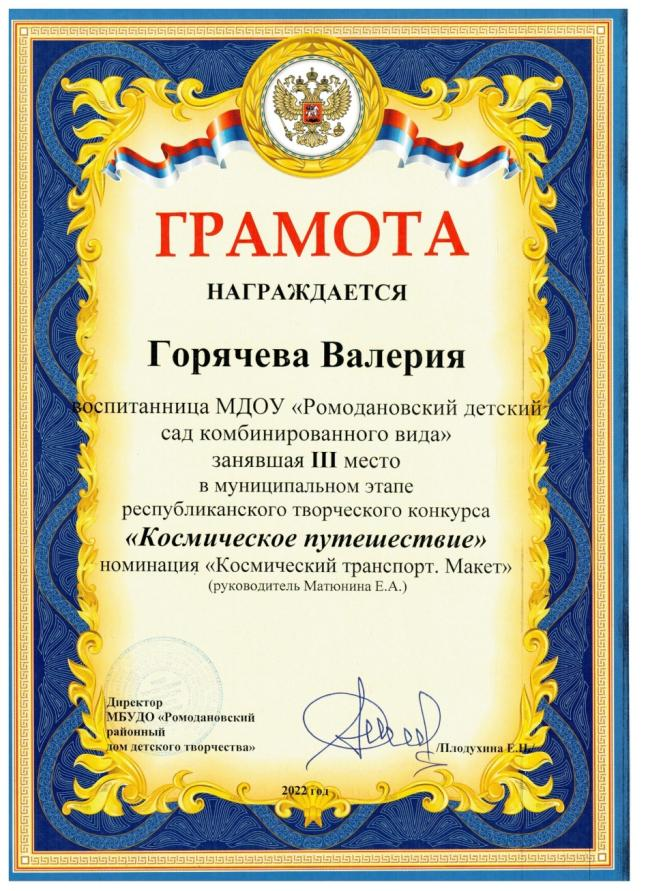 ГРАМОТА
НАГРАЖДАЕТСЯ
Горячева Валерия
воспитанница МДОУ «Ромодановский детский
сад комбинированного вида»
занявшая III место
в муниципальном этапе
республиканского творческого конкурса
«Космическое путешествие»
номинация «Космический транспорт. Макет»
(руководитель Матюнина Е.А.)
Директор
МБУДО «Ромодановский
районный
дом детского творчества»
/Плодухина Е.Н./
2022 год